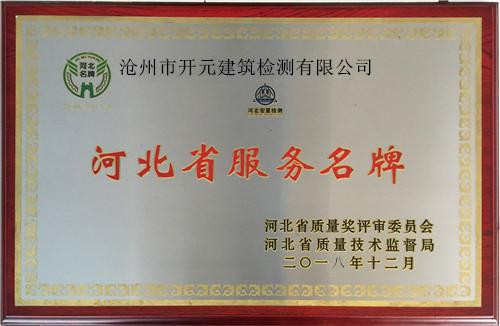 河北
名牌
沧州市开元建筑检测有限公司
河北省服务名牌
河北省质量奖评审委员会
河北省质量技术监督局
二〇一八年十二月